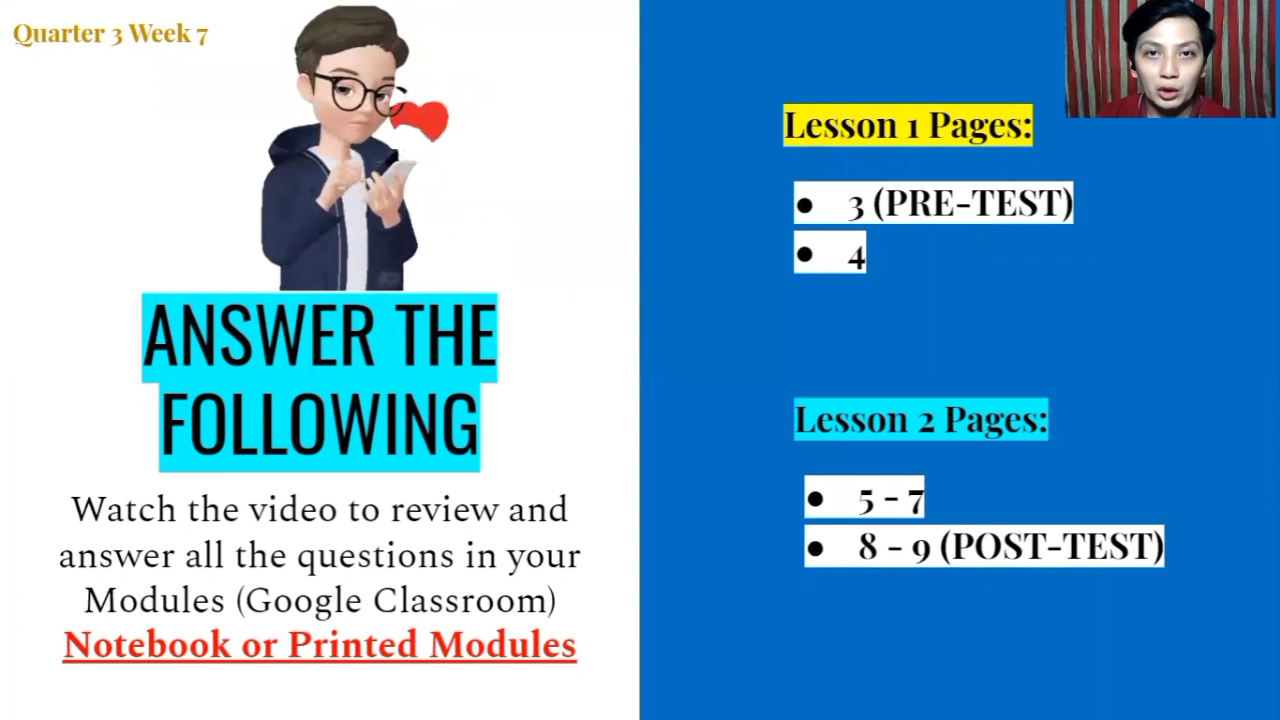 Quarter 3 Week 7
ANSWER THE
FOLLOWING
Watch the video to review and
answer all the questions in your
Modules (Google Classroom)
Notebook or Printed Modules
Lesson 1 Pages:
● 3 (PRE-TEST)
● 4
Lesson 2 Pages:
● 5 - 7
● 8 - 9 (POST-TEST)